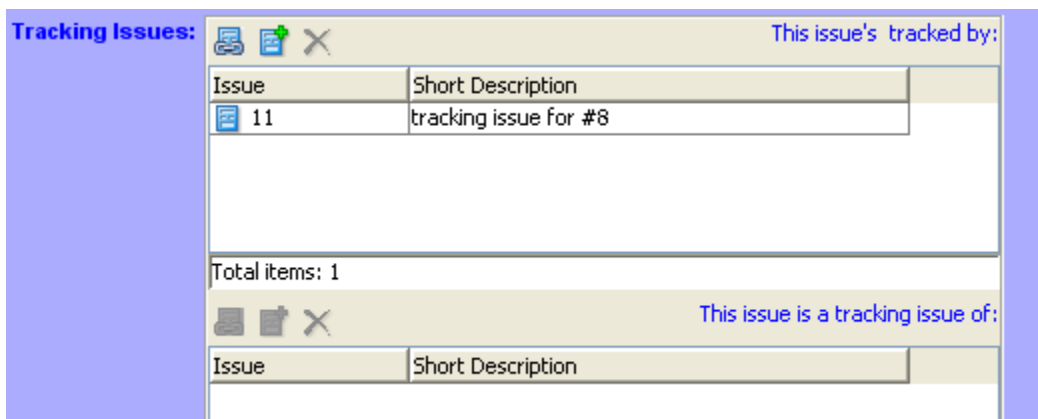 Tracking Issues:
This issue's  tracked by:
Issue Short Description
11 tracking issue for #8
Total items: 1
This issue is a tracking issue of:
Issue Short Description